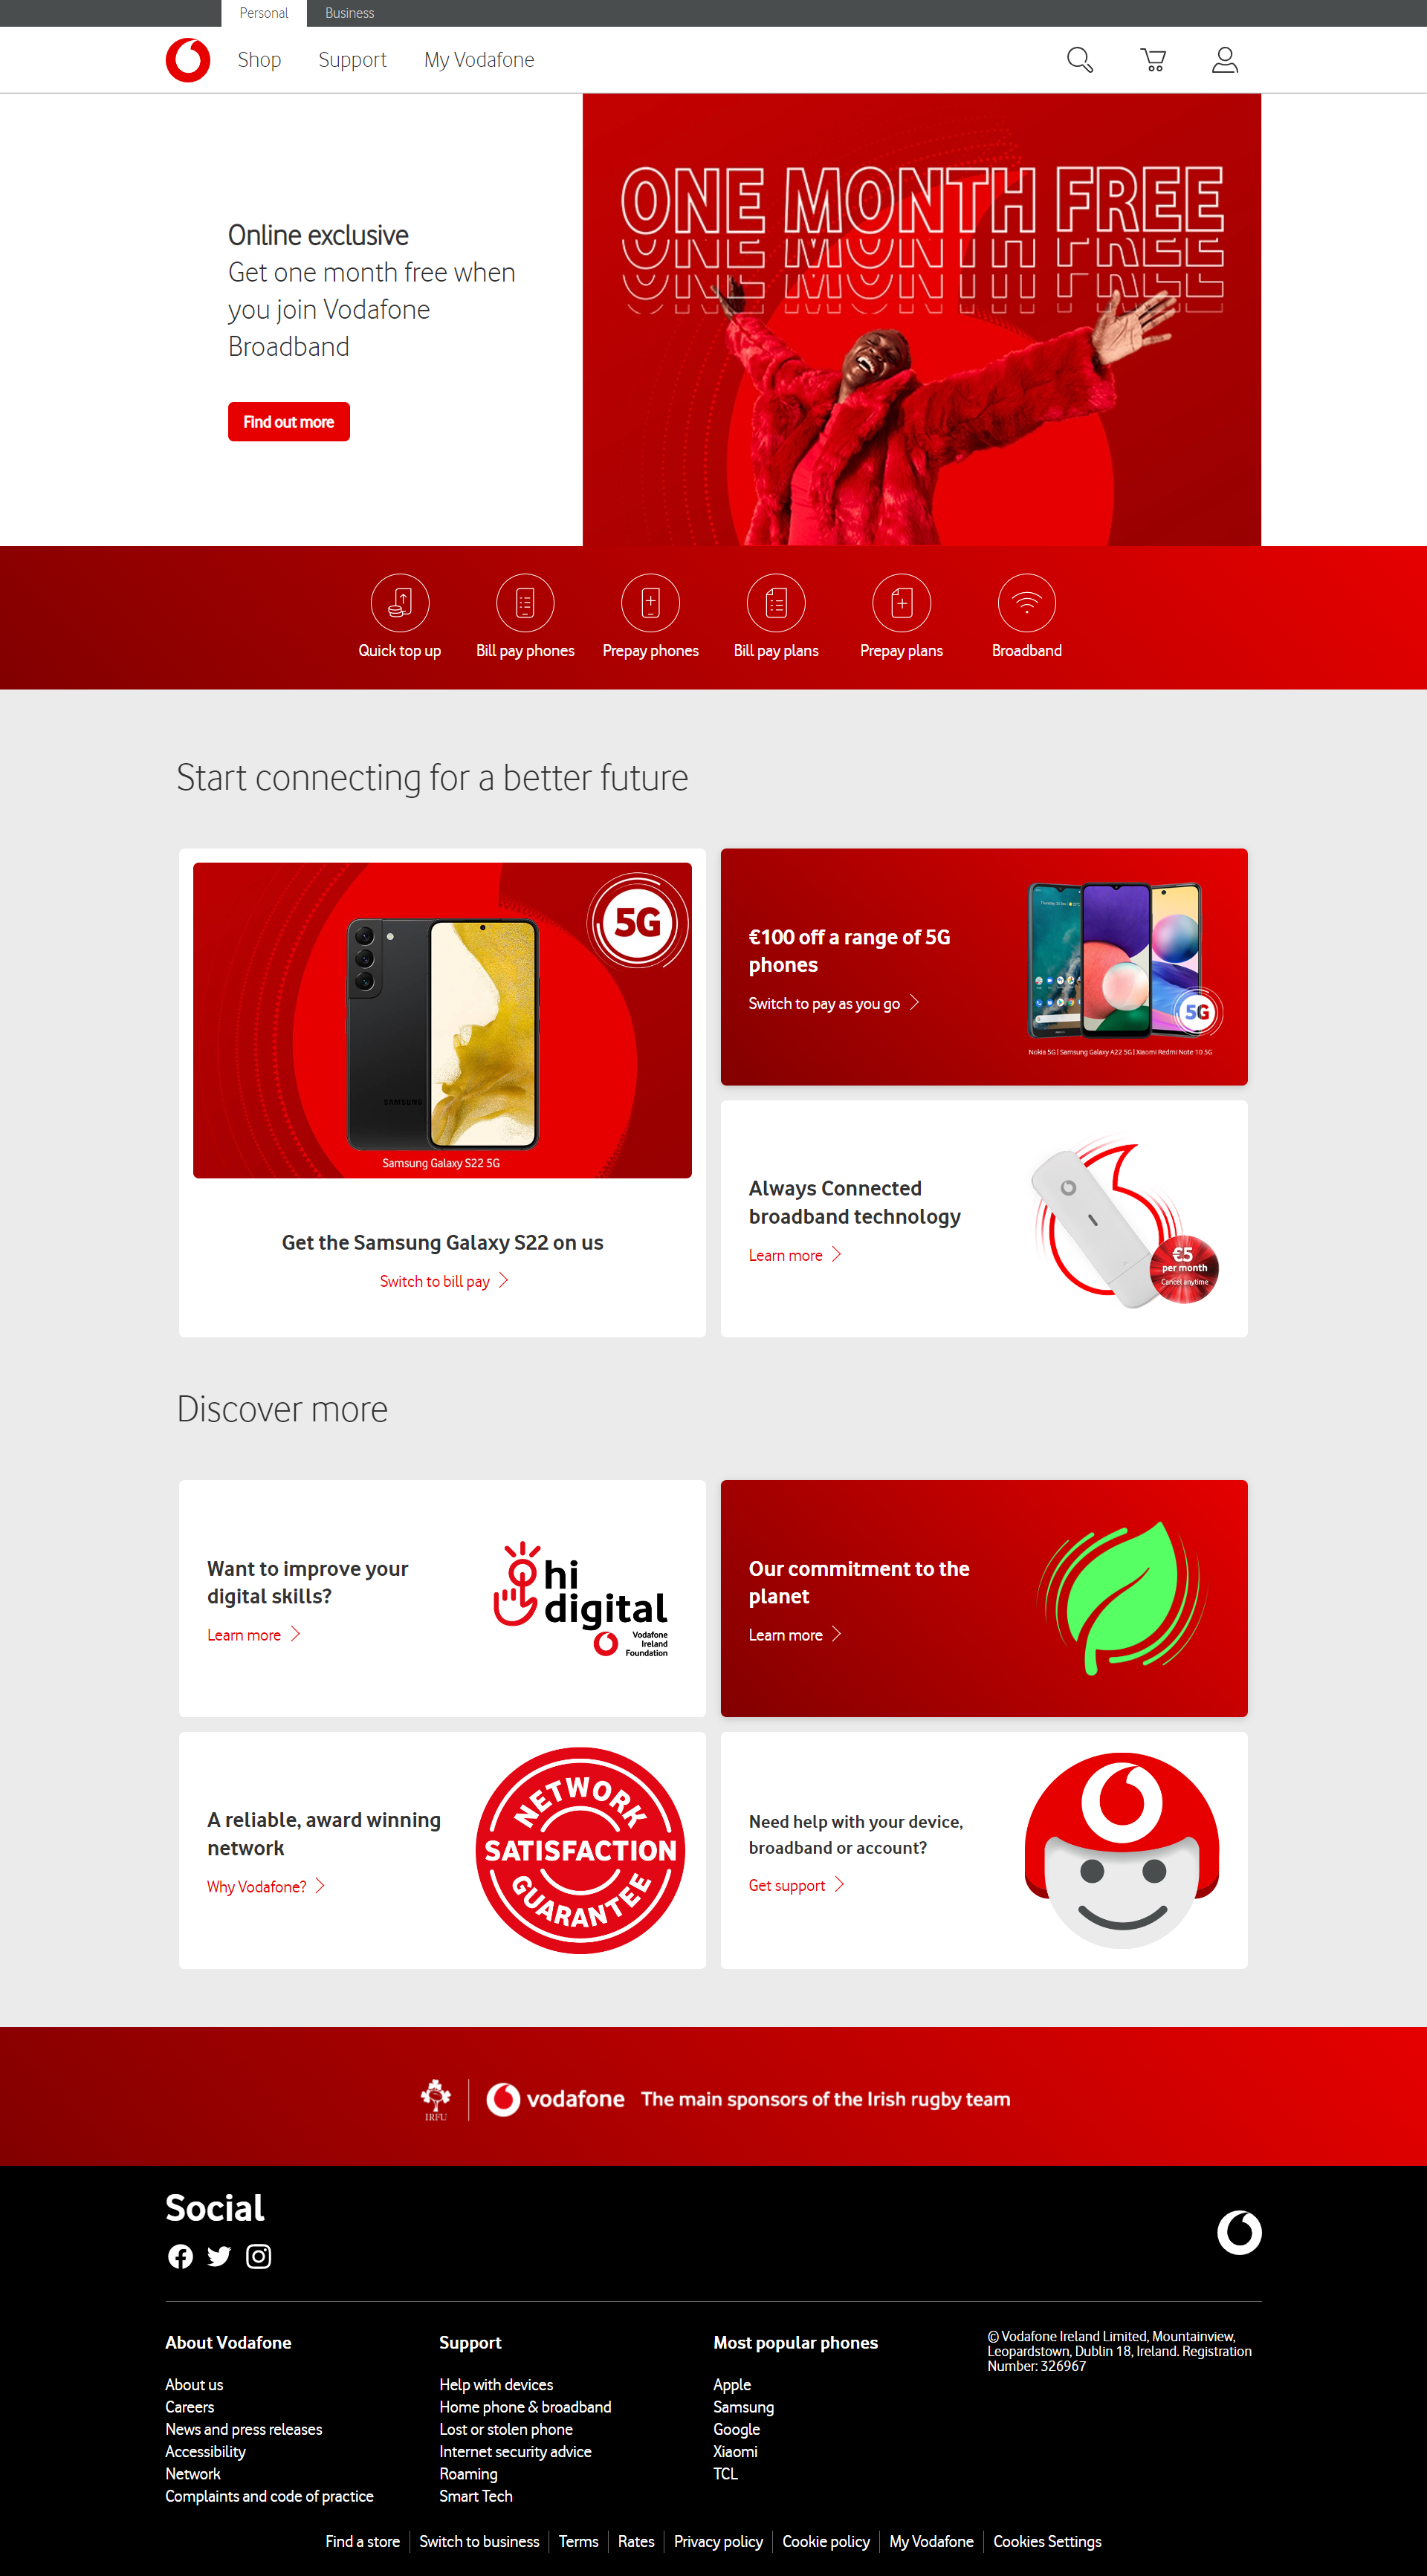 Personal
Business
Shop
Support
My Vodafone
Online exclusive
Get one month free when
you join Vodafone
Broadband
Find out more
ONE MONTH FREE
ONE MONTH FREE
ONE MONTH FREE
Quick top up
Bill pay phones
Prepay phones
Bill pay plans
Prepay plans
Broadband
Start connecting for a better future
5G
SAMSUNG
Samsung Galaxy S22 5G
Get the Samsung Galaxy S22 on us
Switch to bill pay
€100 off a range of 5G
phones
Switch to pay as you go
5G
Nokia 5G | Samsung Galaxy A22 5G | Xiaomi Redmi Note 10 5G
Always Connected
broadband technology
Learn more
€5
per month
Cancel anytime
Discover more
Want to improve your
digital skills?
Learn more
hi
digital
Vodafone
Ireland
Foundation
Our commitment to the
planet
Learn more
A reliable, award winning
network
Why Vodafone?
NETWORK
SATISFACTION
GUARANTEE
Need help with your device,
broadband or account?
Get support
IRFU
vodafone
The main sponsors of the Irish rugby team
Social
About Vodafone
About us
Careers
News and press releases
Accessibility
Network
Complaints and code of practice
Support
Help with devices
Home phone & broadband
Lost or stolen phone
Internet security advice
Roaming
Smart Tech
Most popular phones
Apple
Samsung
Google
Xiaomi
TCL
© Vodafone Ireland Limited, Mountainview,
Leopardstown, Dublin 18, Ireland. Registration
Number: 326967
Find a store
Switch to business
Terms
Rates
Privacy policy
Cookie policy
My Vodafone
Cookies Settings